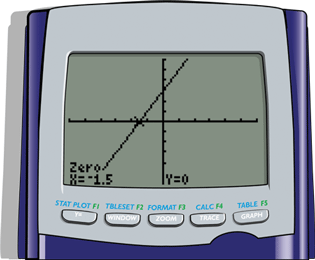 Zero
X=-1.5 Y=0
STAT PLOT F1 TBLSET F2 FORMAT F3 CALC F4 TABLE F5
Y= WINDOW ZOOM TRACE GRAPH